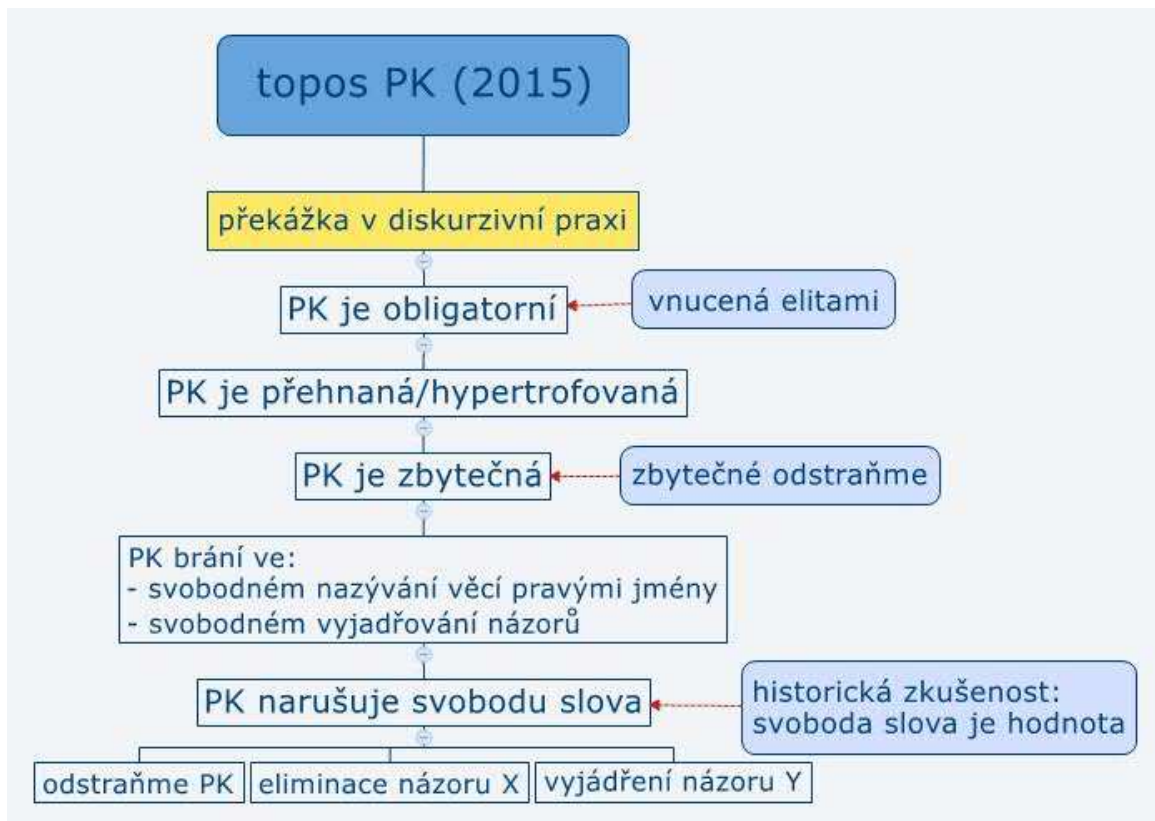 topos PK (2015)
překážka v diskurzivní praxi
PK je obligatorní
vnucená elitami
PK je přehnaná/hypertrofovaná
PK je zbytečná
zbytečné odstraňme
PK brání ve:
- svobodném nazývání věcí pravými jmény
- svobodném vyjadřování názorů
PK narušuje svobodu slova
historická zkušenost:
svoboda slova je hodnota
odstraňme PK
eliminace názoru X
vyjádření názoru Y